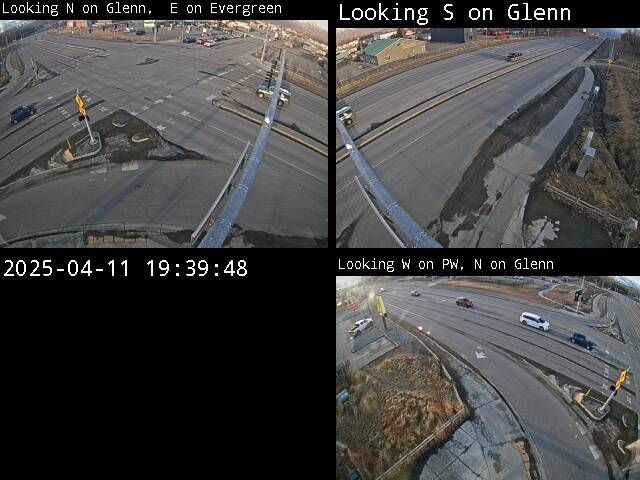 Looking N on Glenn,  E on Evergreen
Looking S on Glenn
2025-04-11 19:39:48
Looking W on PW, N on Glenn